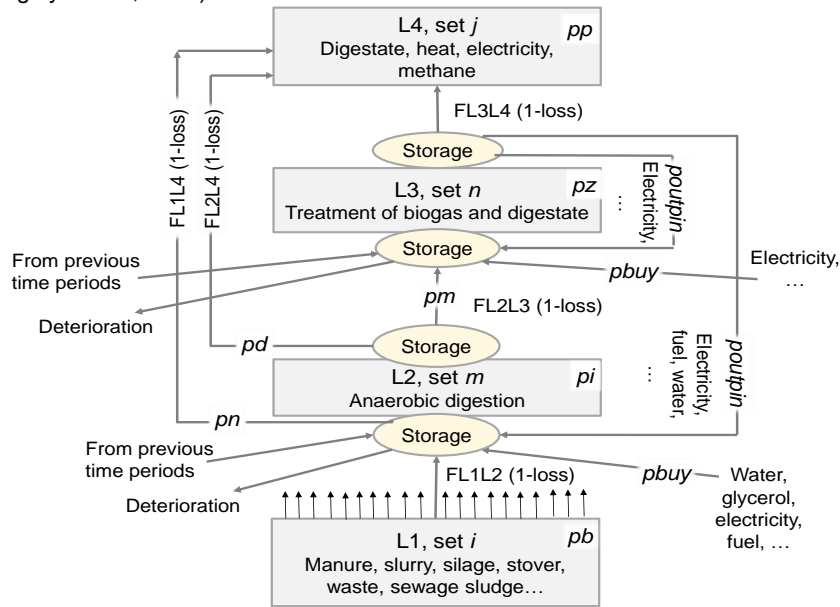 L4, set j
pp
Digestate, heat, electricity,
methane
FL1L4 (1-loss)
FL2L4 (1-loss)
FL3L4 (1-loss)
Storage
L3, set n
pz
Treatment of biogas and digestate
poutpin
Electricity,
...
Storage
From previous
time periods
pbuy
Electricity,
...
Deterioration
pm
FL2L3 (1-loss)
pd
Storage
L2, set m
pi
Anaerobic digestion
poutpin
Electricity,
fuel, water,
...
pn
Storage
From previous
time periods
FL1L2 (1-loss)
pbuy
Water,
glycerol,
electricity,
fuel, ...
Deterioration
L1, set i
pb
Manure, slurry, silage, stover,
waste, sewage sludge...